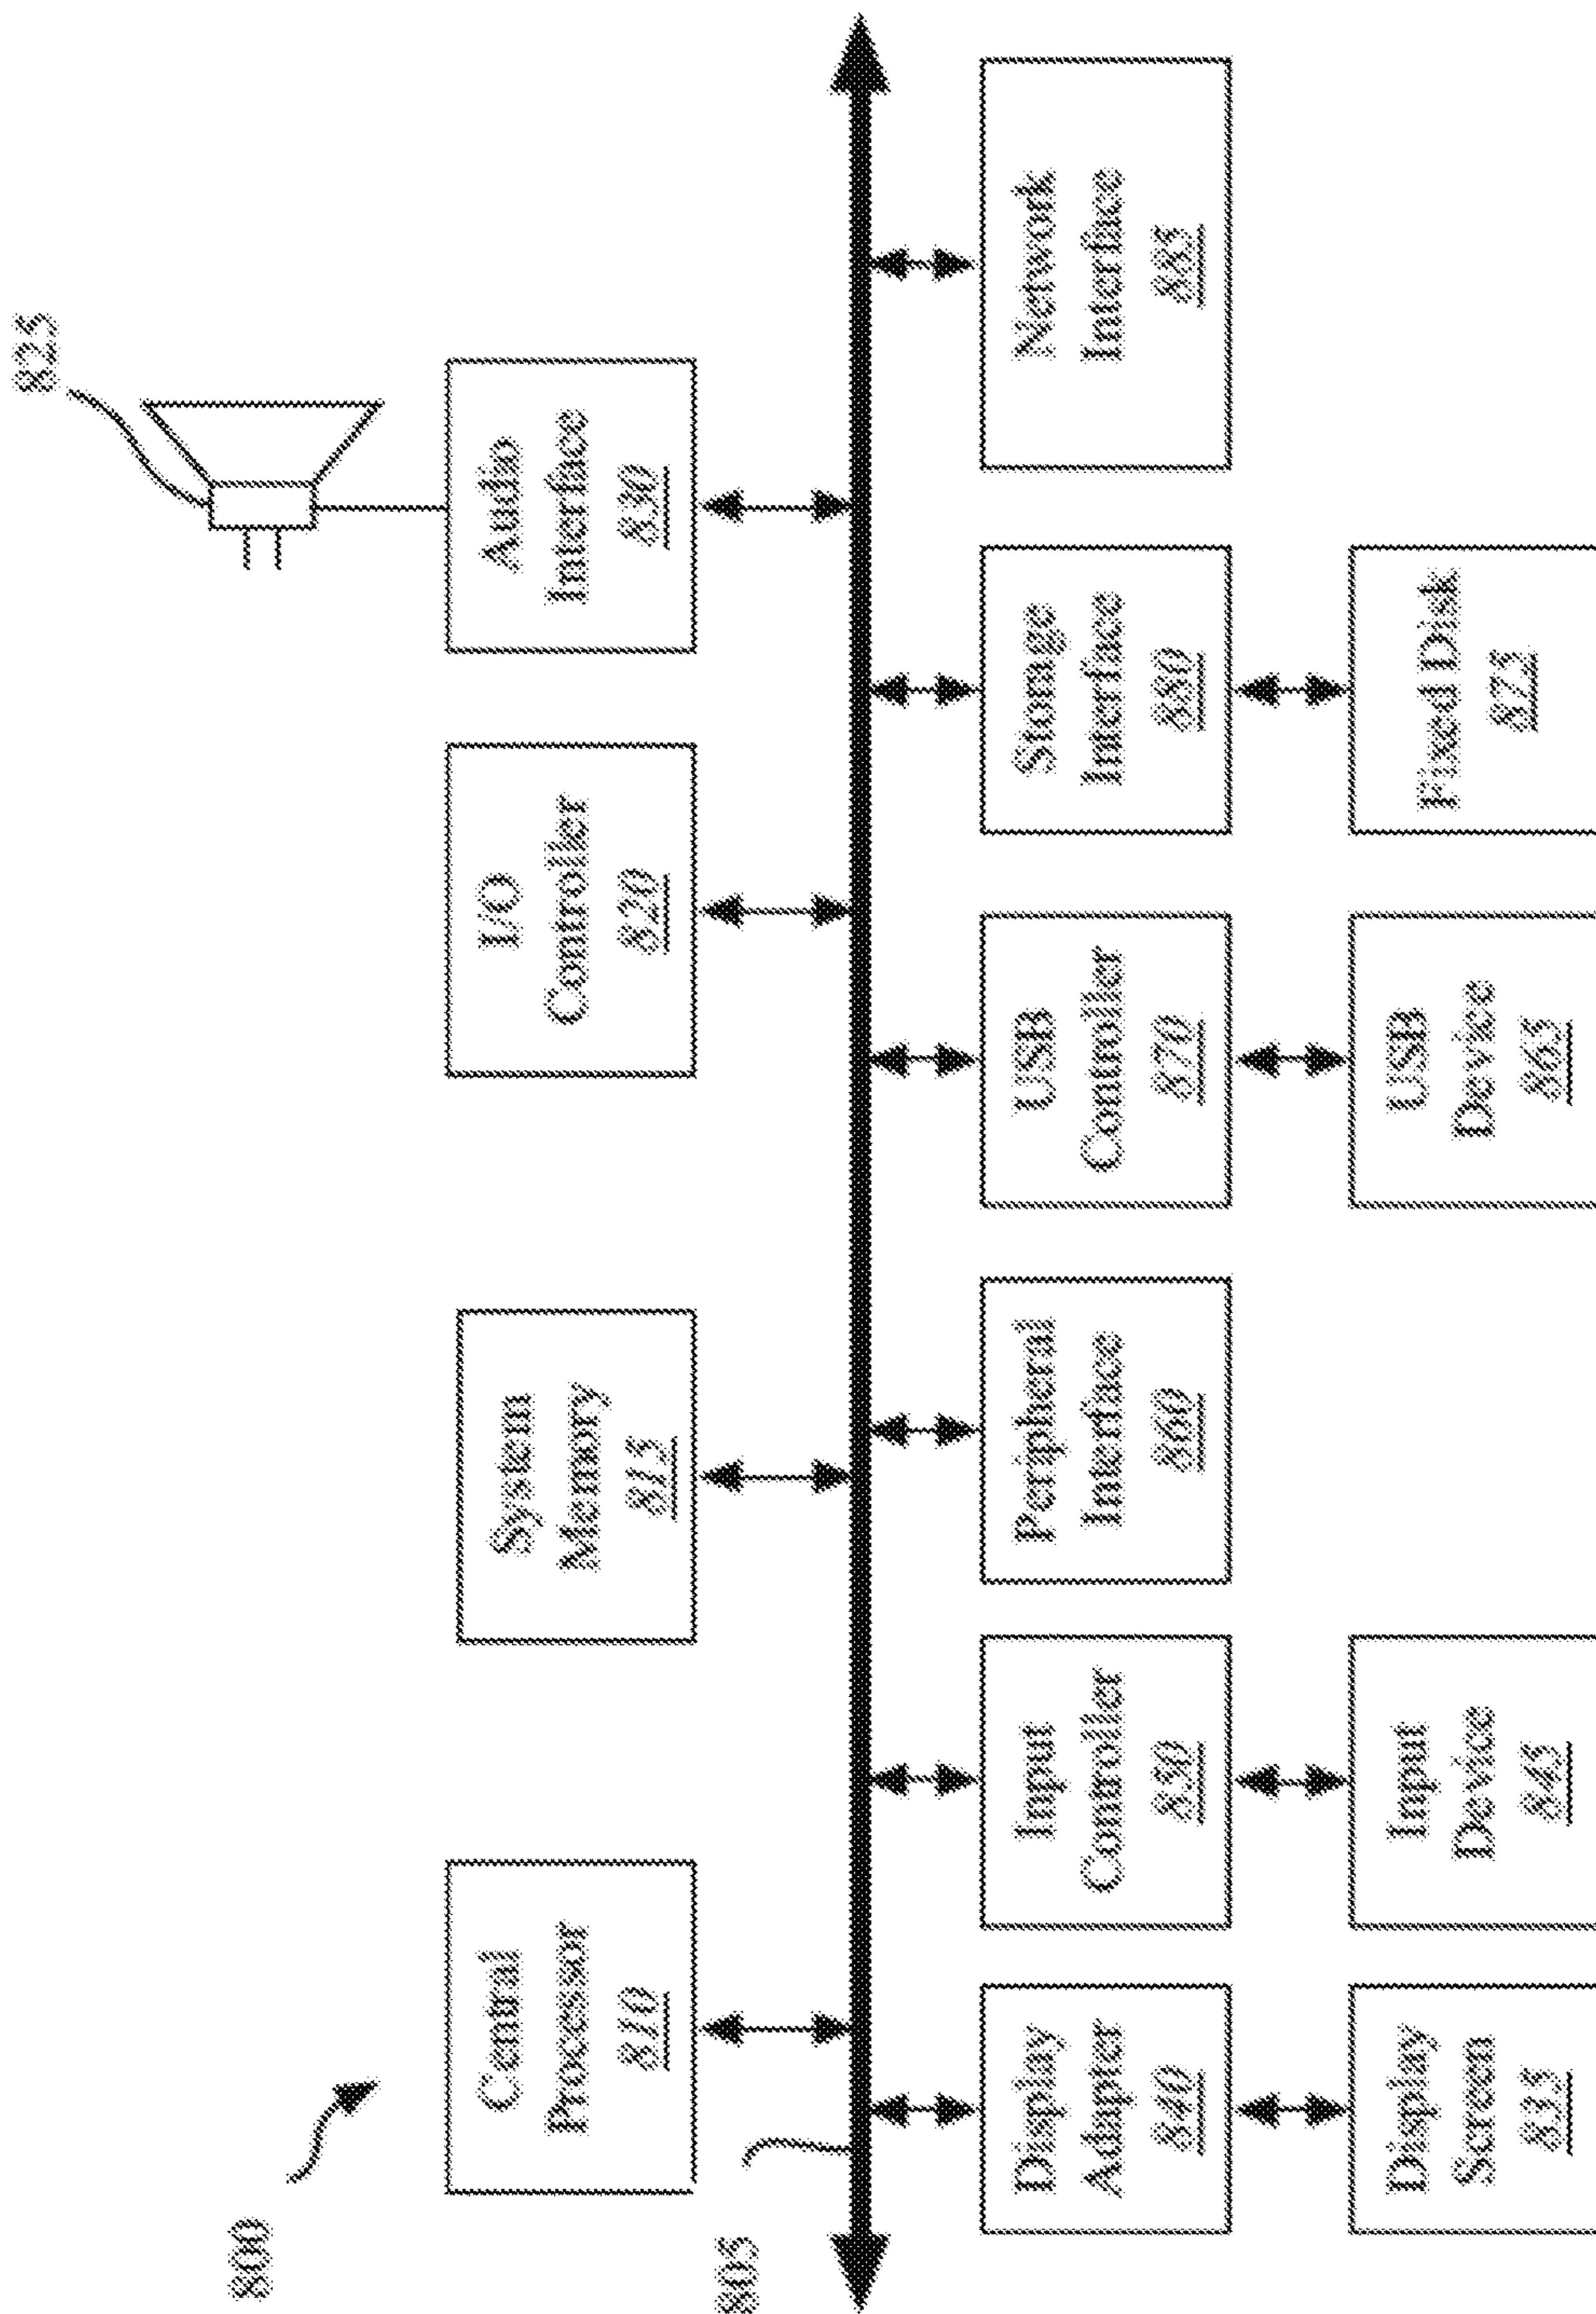 800
825
Central
Processor
810
System
Memory
815
I/O
Controller
820
Audio
Interface
830
805
Display
Adapter
840
Input
Controller
850
Peripheral
Interface
860
USB
Controller
870
Storage
Interface
880
Network
Interface
885
Display
Screen
835
Input
Device
845
USB
Device
865
Fixed Disk
875